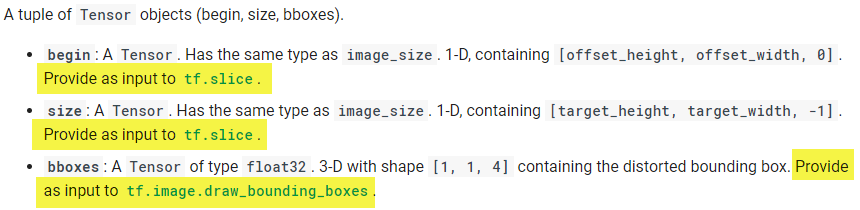 A tuple of Tensor objects (begin, size, bboxes).
• begin : A Tensor . Has the same type as image_size . 1-D, containing [offset_height, offset_width, 0] .
Provide as input to tf.slice .
• size : A Tensor . Has the same type as image_size . 1-D, containing [target_height, target_width, -1] .
Provide as input to tf.slice .
• bboxes : A Tensor of type float32 . 3-D with shape [1, 1, 4] containing the distorted bounding box. Provide
as input to tf.image.draw_bounding_boxes .